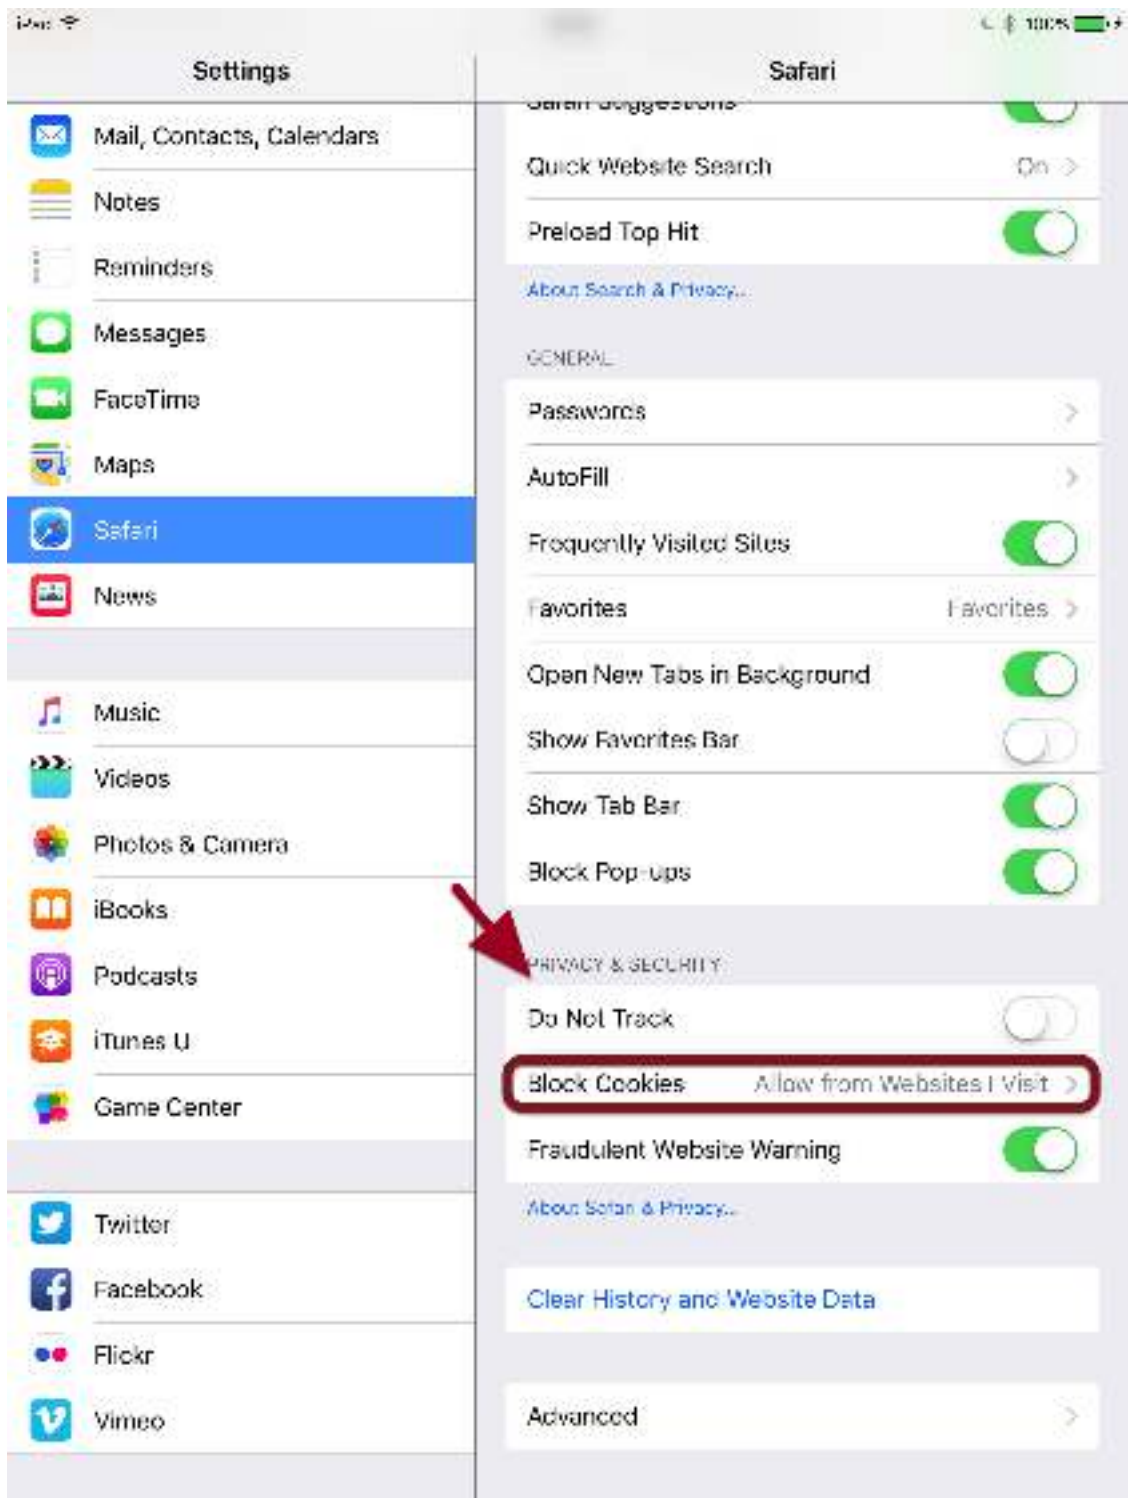 iPad
100%
Settings
Safari
Mail, Contacts, Calendars
Notes
Reminders
Messages
FaceTime
Maps
Safari
News
Music
Videos
Photos & Camera
iBooks
Podcasts
iTunes U
Game Center
Twitter
Facebook
Flickr
Vimeo
Safari Suggestions
Quick Website Search On
Preload Top Hit
About Search & Privacy...
GENERAL
Passwords
AutoFill
Frequently Visited Sites
Favorites Favorites
Open New Tabs in Background
Show Favorites Bar
Show Tab Bar
Block Pop-ups
PRIVACY & SECURITY
Do Not Track
Block Cookies Allow from Websites I Visit
Fraudulent Website Warning
About Safari & Privacy...
Clear History and Website Data
Advanced